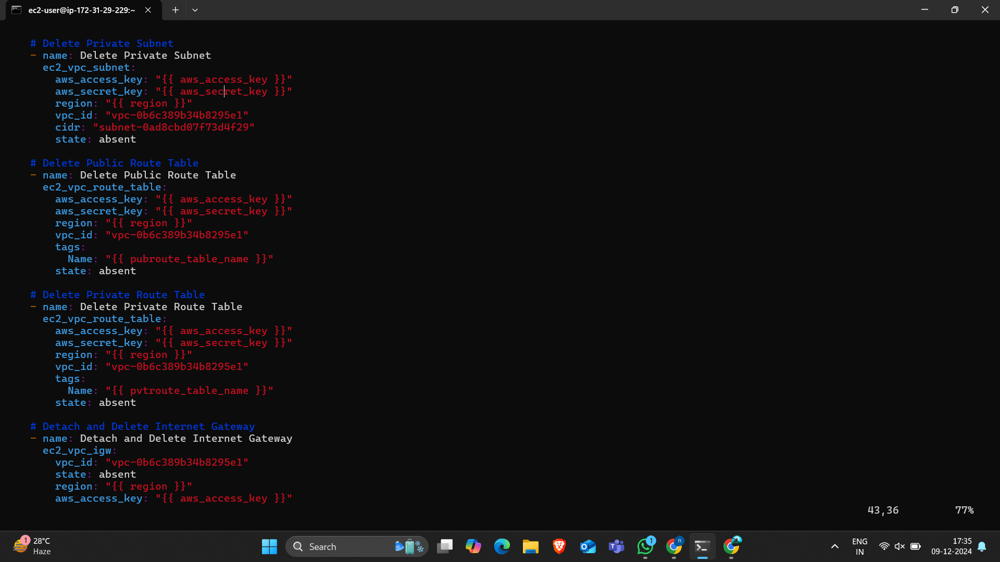 ec2-user@ip-172-31-29-229:~
# Delete Private Subnet
- name: Delete Private Subnet
  ec2_vpc_subnet:
    aws_access_key: "{{ aws_access_key }}"
    aws_secret_key: "{{ aws_secret_key }}"
    region: "{{ region }}"
    vpc_id: "vpc-0b6c389b34b8295e1"
    cidr: "subnet-0ad8cbd07f73d4f29"
    state: absent

# Delete Public Route Table
- name: Delete Public Route Table
  ec2_vpc_route_table:
    aws_access_key: "{{ aws_access_key }}"
    aws_secret_key: "{{ aws_secret_key }}"
    region: "{{ region }}"
    vpc_id: "vpc-0b6c389b34b8295e1"
    tags:
      Name: "{{ pubroute_table_name }}"
    state: absent

# Delete Private Route Table
- name: Delete Private Route Table
  ec2_vpc_route_table:
    aws_access_key: "{{ aws_access_key }}"
    aws_secret_key: "{{ aws_secret_key }}"
    region: "{{ region }}"
    vpc_id: "vpc-0b6c389b34b8295e1"
    tags:
      Name: "{{ pvtroute_table_name }}"
    state: absent

# Detach and Delete Internet Gateway
- name: Detach and Delete Internet Gateway
  ec2_vpc_igw:
    vpc_id: "vpc-0b6c389b34b8295e1"
    state: absent
    region: "{{ region }}"
    aws_access_key: "{{ aws_access_key }}"
43,36 77%
1
28°C
Haze
Search
1
n
ENG
IN
17:35
09-12-2024